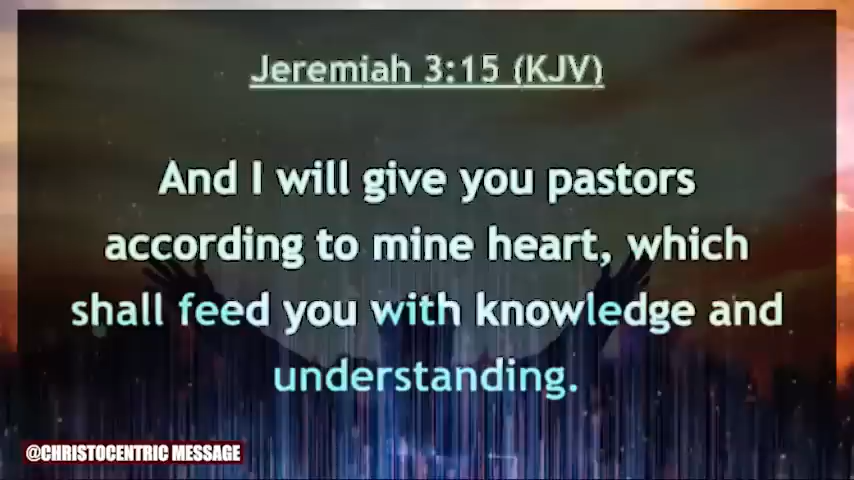 Jeremiah 3:15 (KJV)
And I will give you pastors
according to mine heart, which
shall feed you with knowledge and
understanding.
@CHRISTOCENTRIC MESSAGE